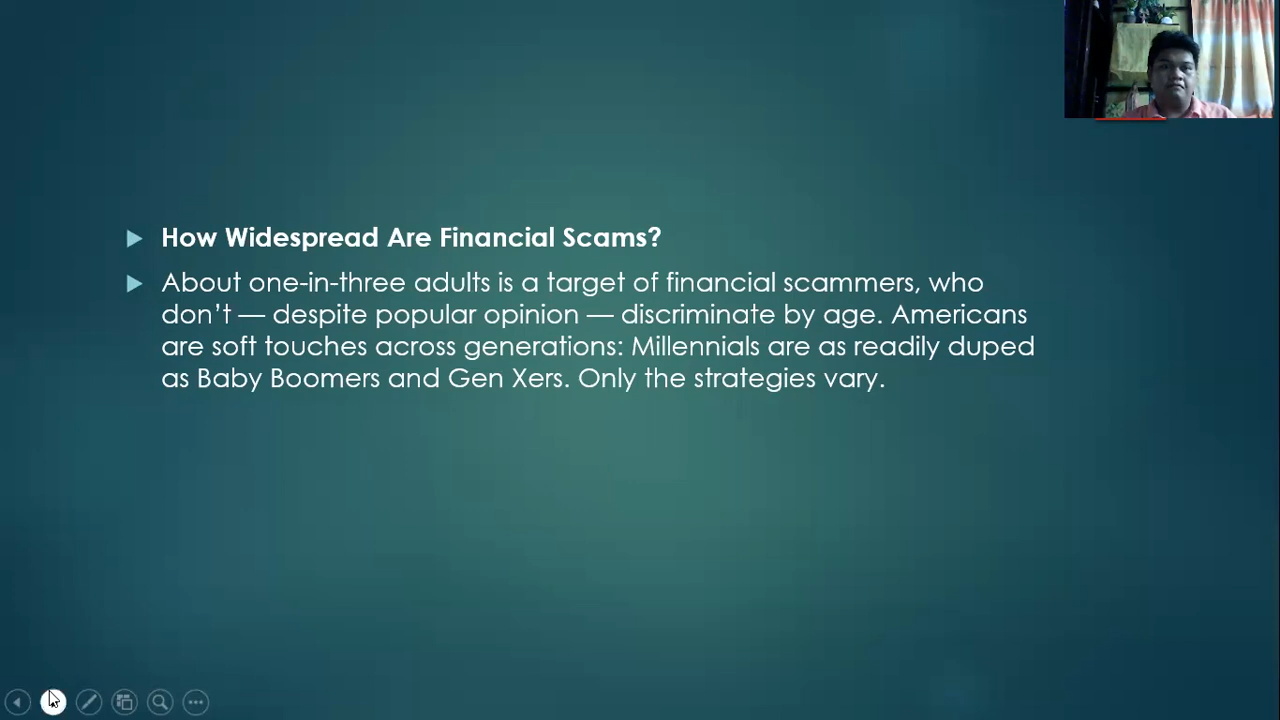 How Widespread Are Financial Scams?
About one-in-three adults is a target of financial scammers, who
don’t — despite popular opinion — discriminate by age. Americans
are soft touches across generations: Millennials are as readily duped
as Baby Boomers and Gen Xers. Only the strategies vary.